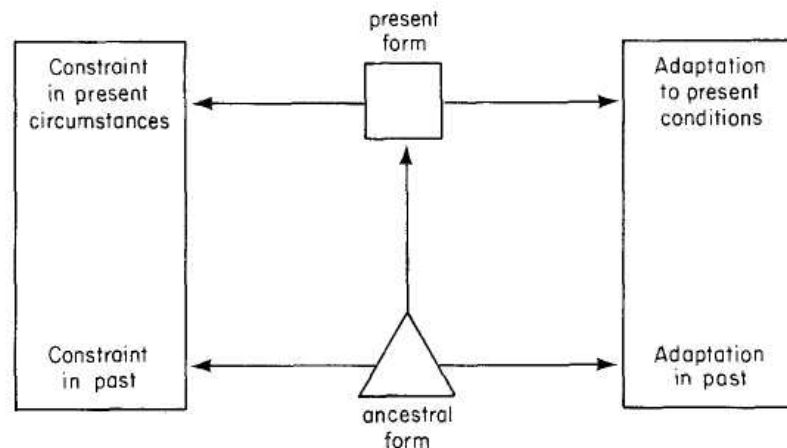 present
form
Constraint
in present
circumstances
Adaptation
to present
conditions
Constraint
in past
Adaptation
in past
ancestral
form